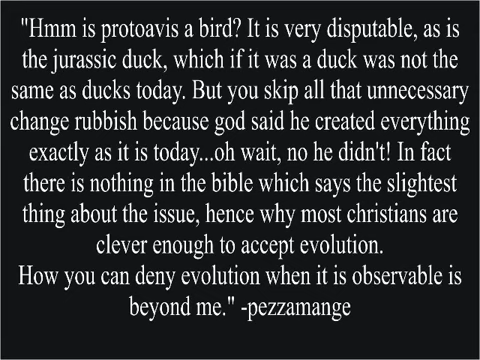 "Hmm is protoavis a bird? It is very disputable, as is
the jurassic duck, which if it was a duck was not the
same as ducks today. But you skip all that unnecessary
change rubbish because god said he created everything
exactly as it is today...oh wait, no he didn't! In fact
there is nothing in the bible which says the slightest
thing about the issue, hence why most christians are
clever enough to accept evolution.
How you can deny evolution when it is observable is
beyond me." -pezzamange